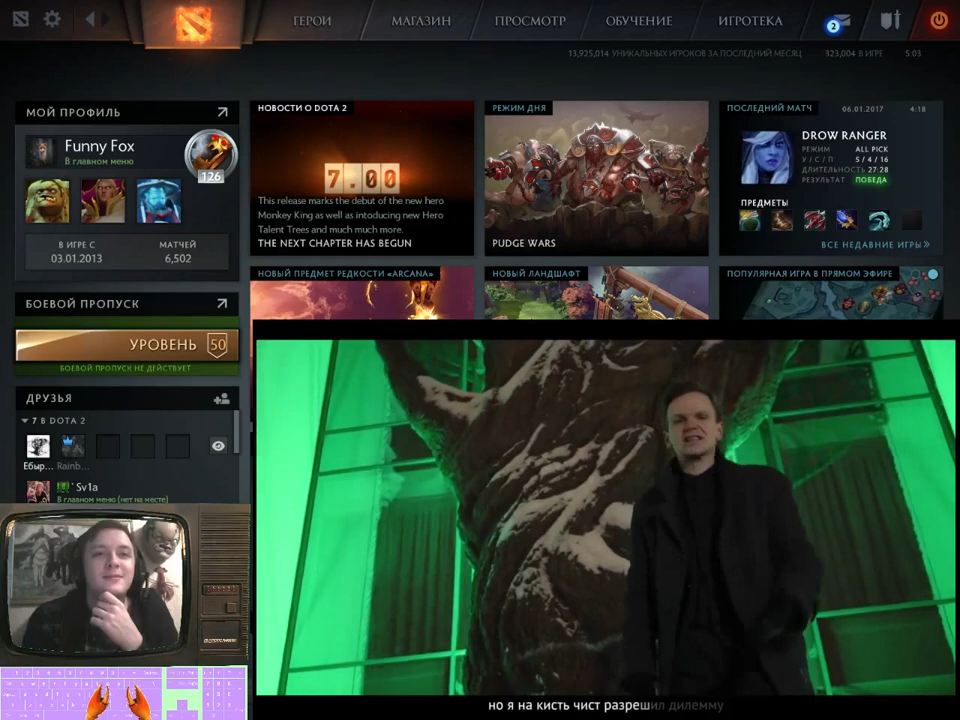 ГЕРОИ
МАГАЗИН
ПРОСМОТР
ОБУЧЕНИЕ
ИГРОТЕКА
2
13,925,014 УНИКАЛЬНЫХ ИГРОКОВ ЗА ПОСЛЕДНИЙ МЕСЯЦ
323,004 В ИГРЕ
5:03
МОЙ ПРОФИЛЬ
Funny Fox
В главном меню
126
В ИГРЕ С
03.01.2013
МАТЧЕЙ
6,502
БОЕВОЙ ПРОПУСК
УРОВЕНЬ 50
БОЕВОЙ ПРОПУСК НЕ ДЕЙСТВУЕТ
ДРУЗЬЯ
7 В DOTA 2
Ебыр... Rainb...
`Sv1a
В главном меню (нет на месте)
НОВОСТИ О DOTA 2
7.00
This release marks the debut of the new hero
Monkey King as well as intoducing new Hero
Talent Trees and much much more.
THE NEXT CHAPTER HAS BEGUN
РЕЖИМ ДНЯ
PUDGE WARS
ПОСЛЕДНИЙ МАТЧ
06.01.2017
4:18
DROW RANGER
РЕЖИМ ALL PICK
У / С / П 5 / 4 / 16
ДЛИТЕЛЬНОСТЬ 27:28
РЕЗУЛЬТАТ ПОБЕДА
ПРЕДМЕТЫ
ВСЕ НЕДАВНИЕ ИГРЫ»
НОВЫЙ ПРЕДМЕТ РЕДКОСТИ «ARCANA»
НОВЫЙ ЛАНДШАФТ
ПОПУЛЯРНАЯ ИГРА В ПРЯМОМ ЭФИРЕ
но я на кисть чист разрешил дилемму